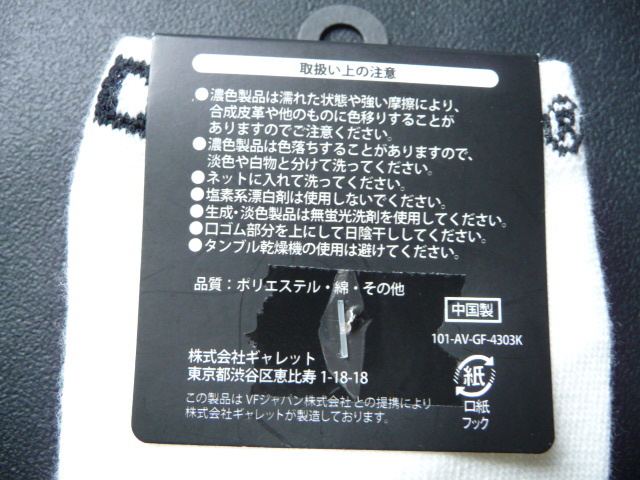 取扱い上の注意
●濃色製品は濡れた状態や強い摩擦により、
合成皮革や他のものに色移りすることが
ありますのでご注意ください。
●濃色製品は色落ちすることがありますので、
淡色や白物と分けて洗ってください。
●ネットに入れて洗ってください。
●塩素系漂白剤は使用しないでください。
●生成・淡色製品は無蛍光洗剤を使用してください。
●口ゴム部分を上にして日陰干ししてください。
●タンブル乾燥機の使用は避けてください。
品質：ポリエステル・綿・その他
中国製
101-AV-GF-4303K
株式会社ギャレット
東京都渋谷区恵比寿 1-18-18
この製品は VFジャパン株式会社 との提携により
株式会社ギャレットが製造しております。
紙
口紙
フック